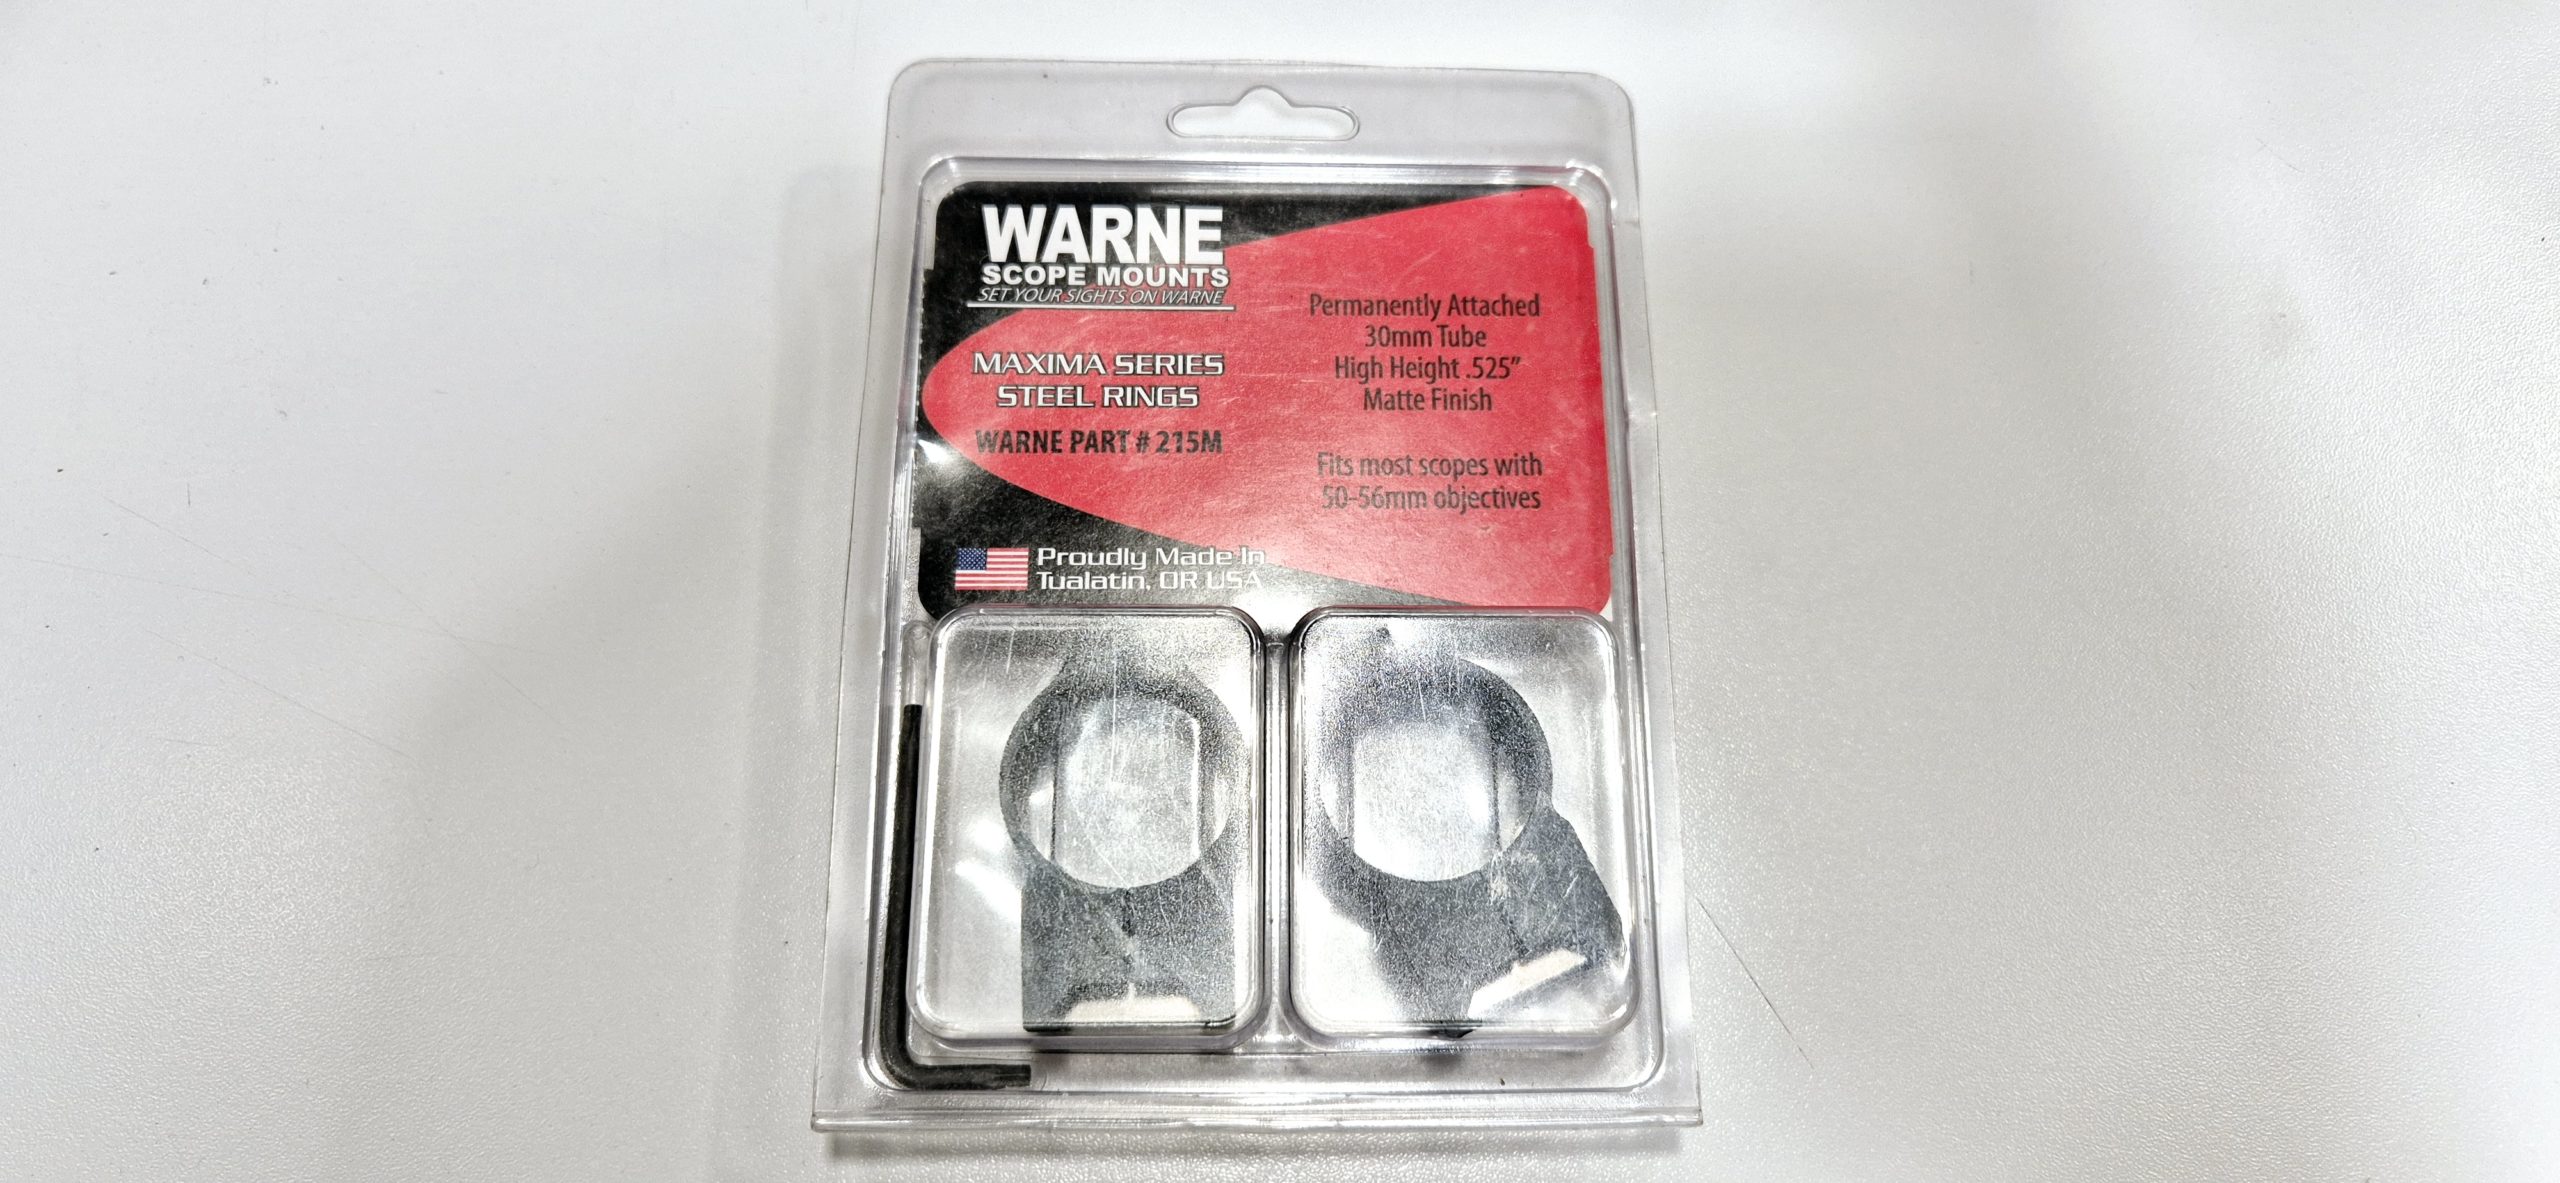 WARNE
SCOPE MOUNTS
SET YOUR SIGHTS ON WARNE
MAXIMA SERIES
STEEL RINGS
WARNE PART # 215M
Permanently Attached
30mm Tube
High Height .525”
Matte Finish
Fits most scopes with
50-56mm objectives
Proudly Made In
Tualatin, OR USA